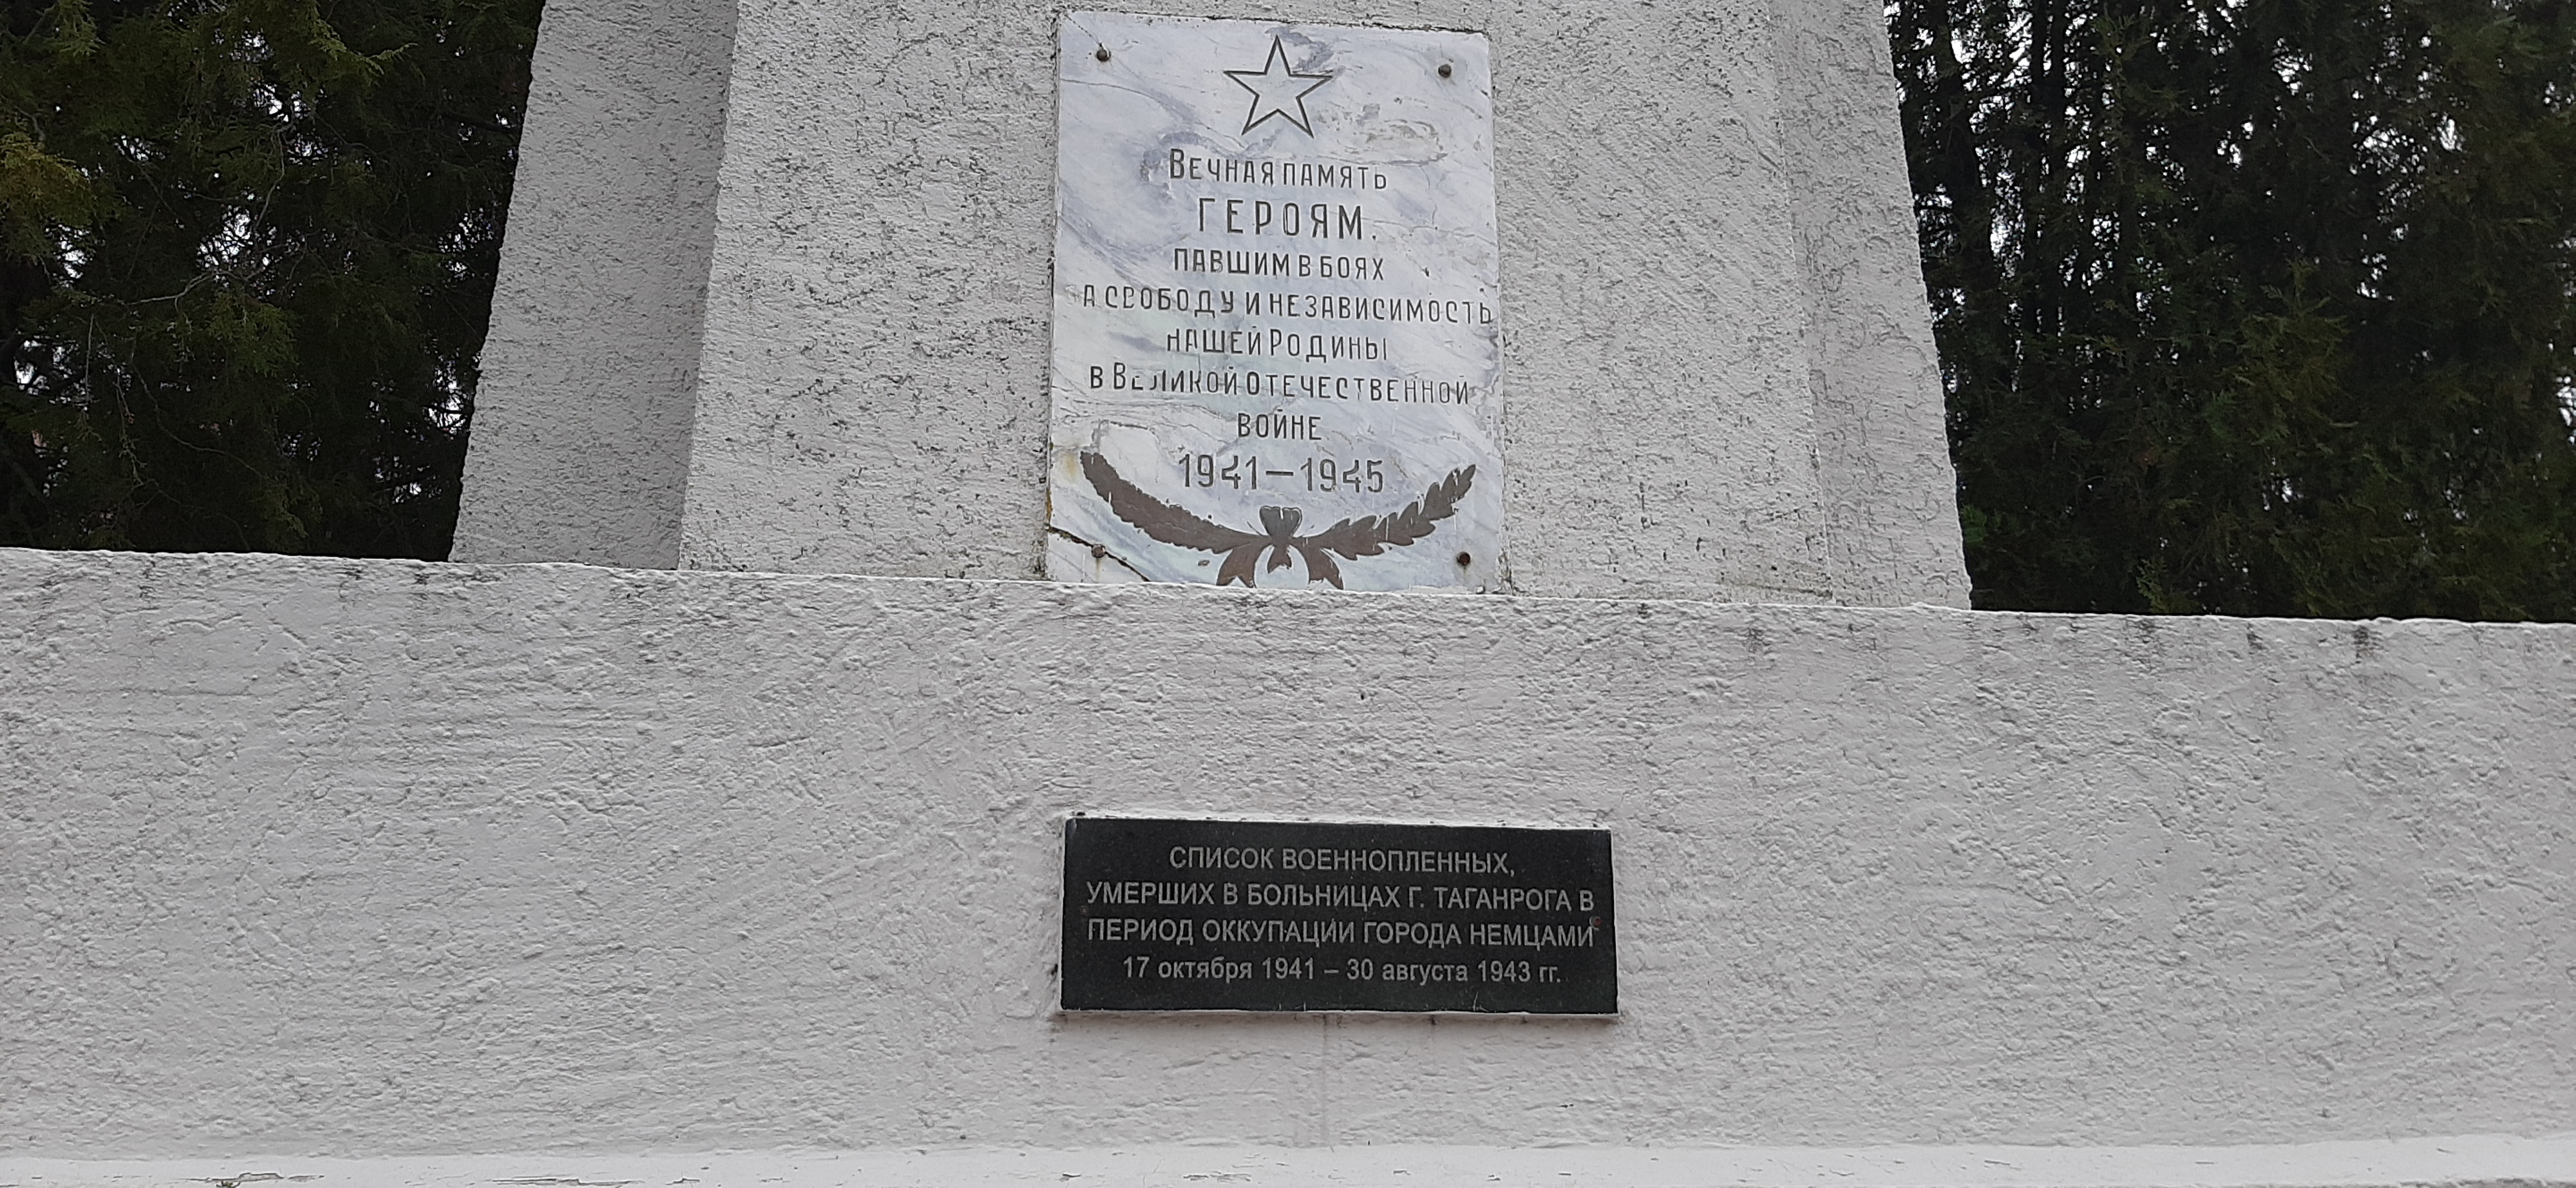 Вечная память
ГЕРОЯМ,
павшим в боях
а свободу и независимость
нашей Родины
в Великой Отечественной
войне
1941–1945
СПИСОК ВОЕННОПЛЕННЫХ,
УМЕРШИХ В БОЛЬНИЦАХ Г. ТАГАНРОГА В
ПЕРИОД ОККУПАЦИИ ГОРОДА НЕМЦАМИ
17 октября 1941 – 30 августа 1943 гг.